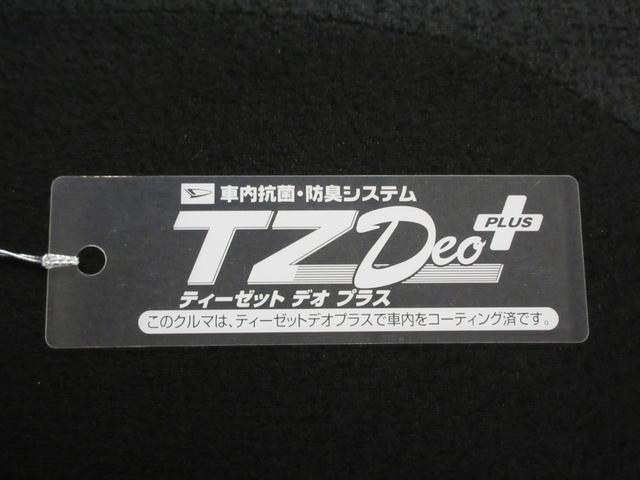 車内抗菌・防臭システム
TZ Deo PLUS
ティーゼット デオ プラス
このクルマは、ティーゼットデオプラスで車内をコーティング済です。